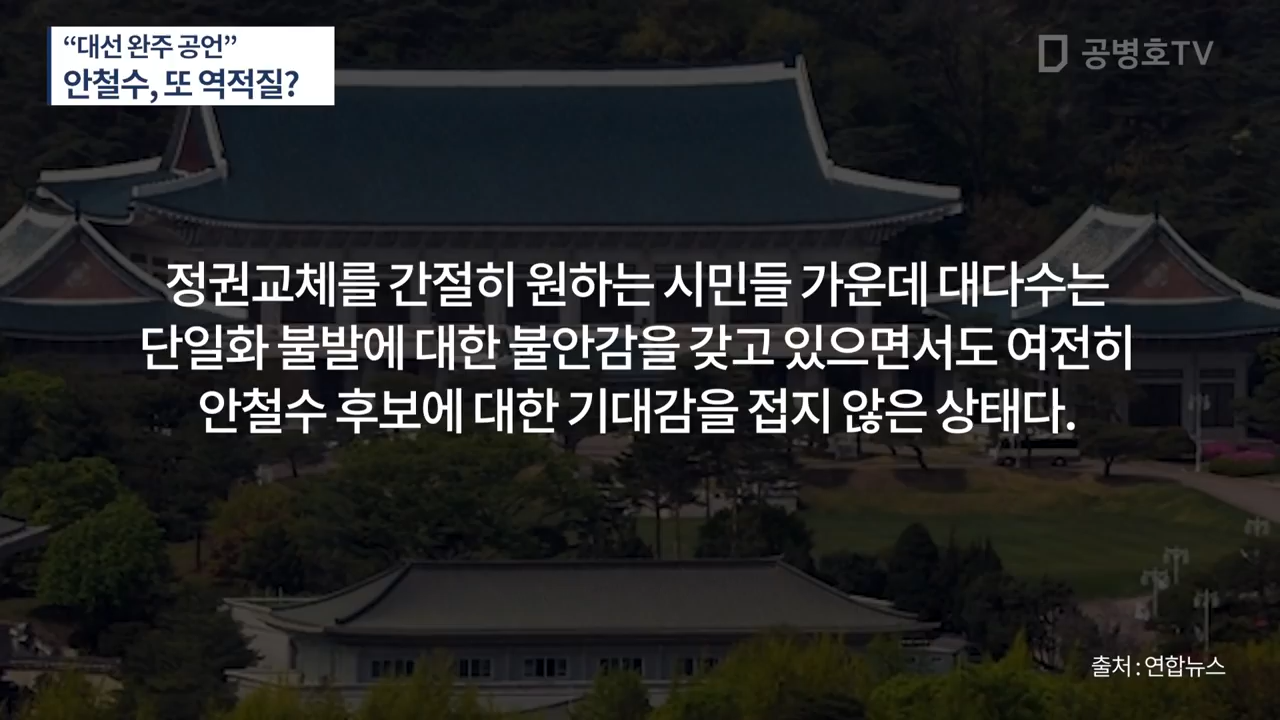 “대선 완주 공언”
안철수, 또 역적질?
공병호TV
정권교체를 간절히 원하는 시민들 가운데 대다수는
단일화 불발에 대한 불안감을 갖고 있으면서도 여전히
안철수 후보에 대한 기대감을 접지 않은 상태다.
출처 : 연합뉴스